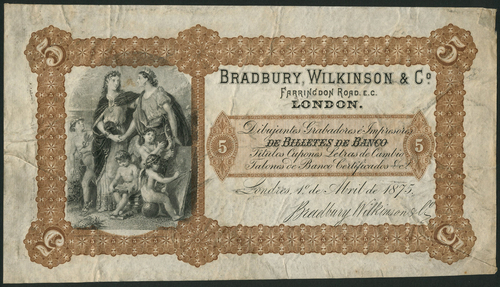 5 5
BRADBURY, WILKINSON & Cº
FARRINGDON ROAD. E.C.
LONDON.
Dibujantes Grabadores é Impresores
5 DE BILLETES DE BANCO 5
Titulos Cupones Letras de Cambio
Talones de Banco Certificados &c.
Londres, 1º de Abril de 1875.
Bradbury Wilkinson & Cº
5 5